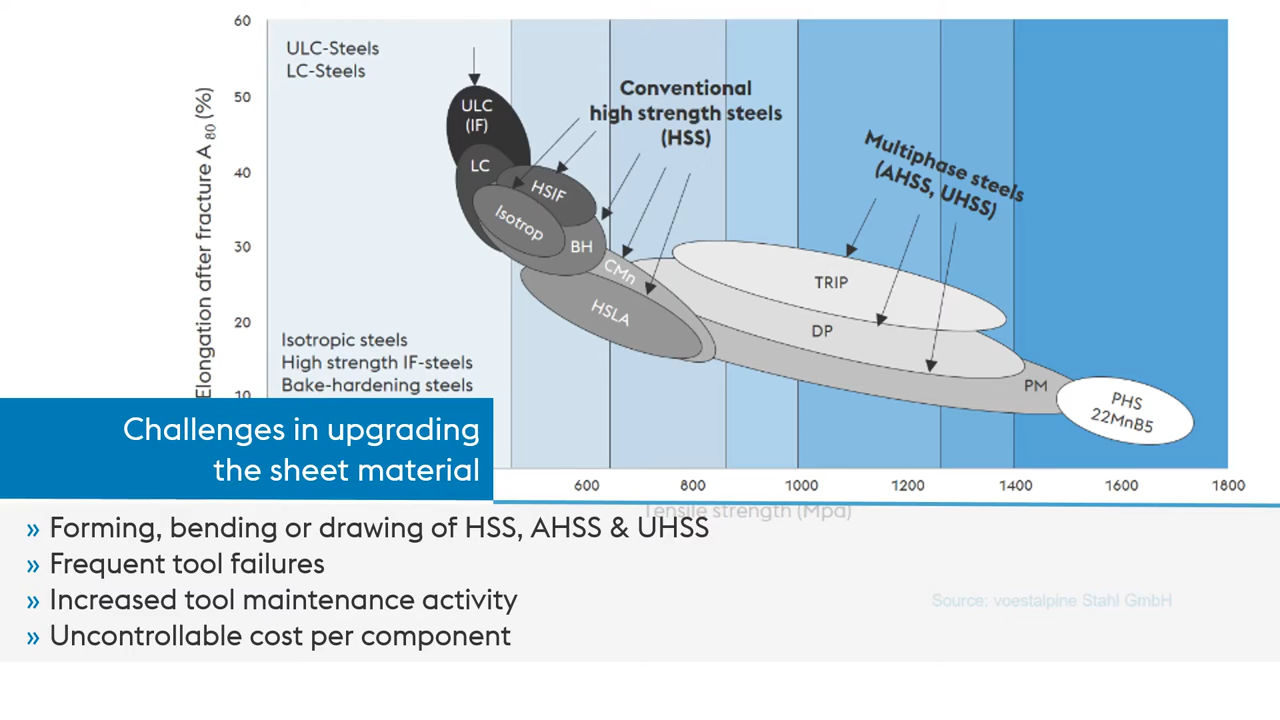 60
ULC-Steels
LC-Steels
50
ULC
(IF)
Conventional
high strength steels
(HSS)
Elongation after fracture A 80 (%)
40
LC
HSIF
Multiphase steels
(AHSS, UHSS)
Isotrop
30
BH
CMn
TRIP
HSLA
20
DP
Isotropic steels
High strength IF-steels
Bake-hardening steels
10
PM
PHS
22MnB5
Challenges in upgrading
the sheet material
600 800 1000 1200 1400 1600 1800
Tensile strength (Mpa)
» Forming, bending or drawing of HSS, AHSS & UHSS
» Frequent tool failures
» Increased tool maintenance activity
» Uncontrollable cost per component
Source: voestalpine Stahl GmbH